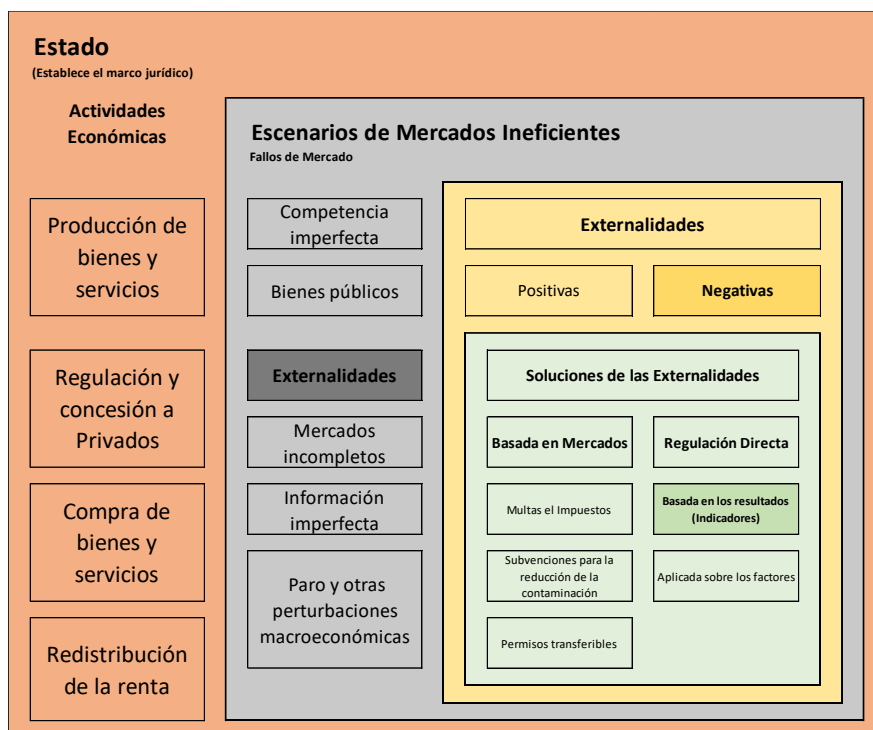 Estado
(Establece el marco jurídico)
Actividades
Económicas
Producción de
bienes y
servicios
Regulación y
concesión a
Privados
Compra de
bienes y
servicios
Redistribución
de la renta
Escenarios de Mercados Ineficientes
Fallos de Mercado
Competencia
imperfecta
Bienes públicos
Externalidades
Mercados
incompletos
Información
imperfecta
Paro y otras
perturbaciones
macroeconómicas
Externalidades
Positivas
Negativas
Soluciones de las Externalidades
Basada en Mercados
Regulación Directa
Multas el Impuestos
Basada en los resultados
(Indicadores)
Subvenciones para la
reducción de la
contaminación
Aplicada sobre los factores
Permisos transferibles